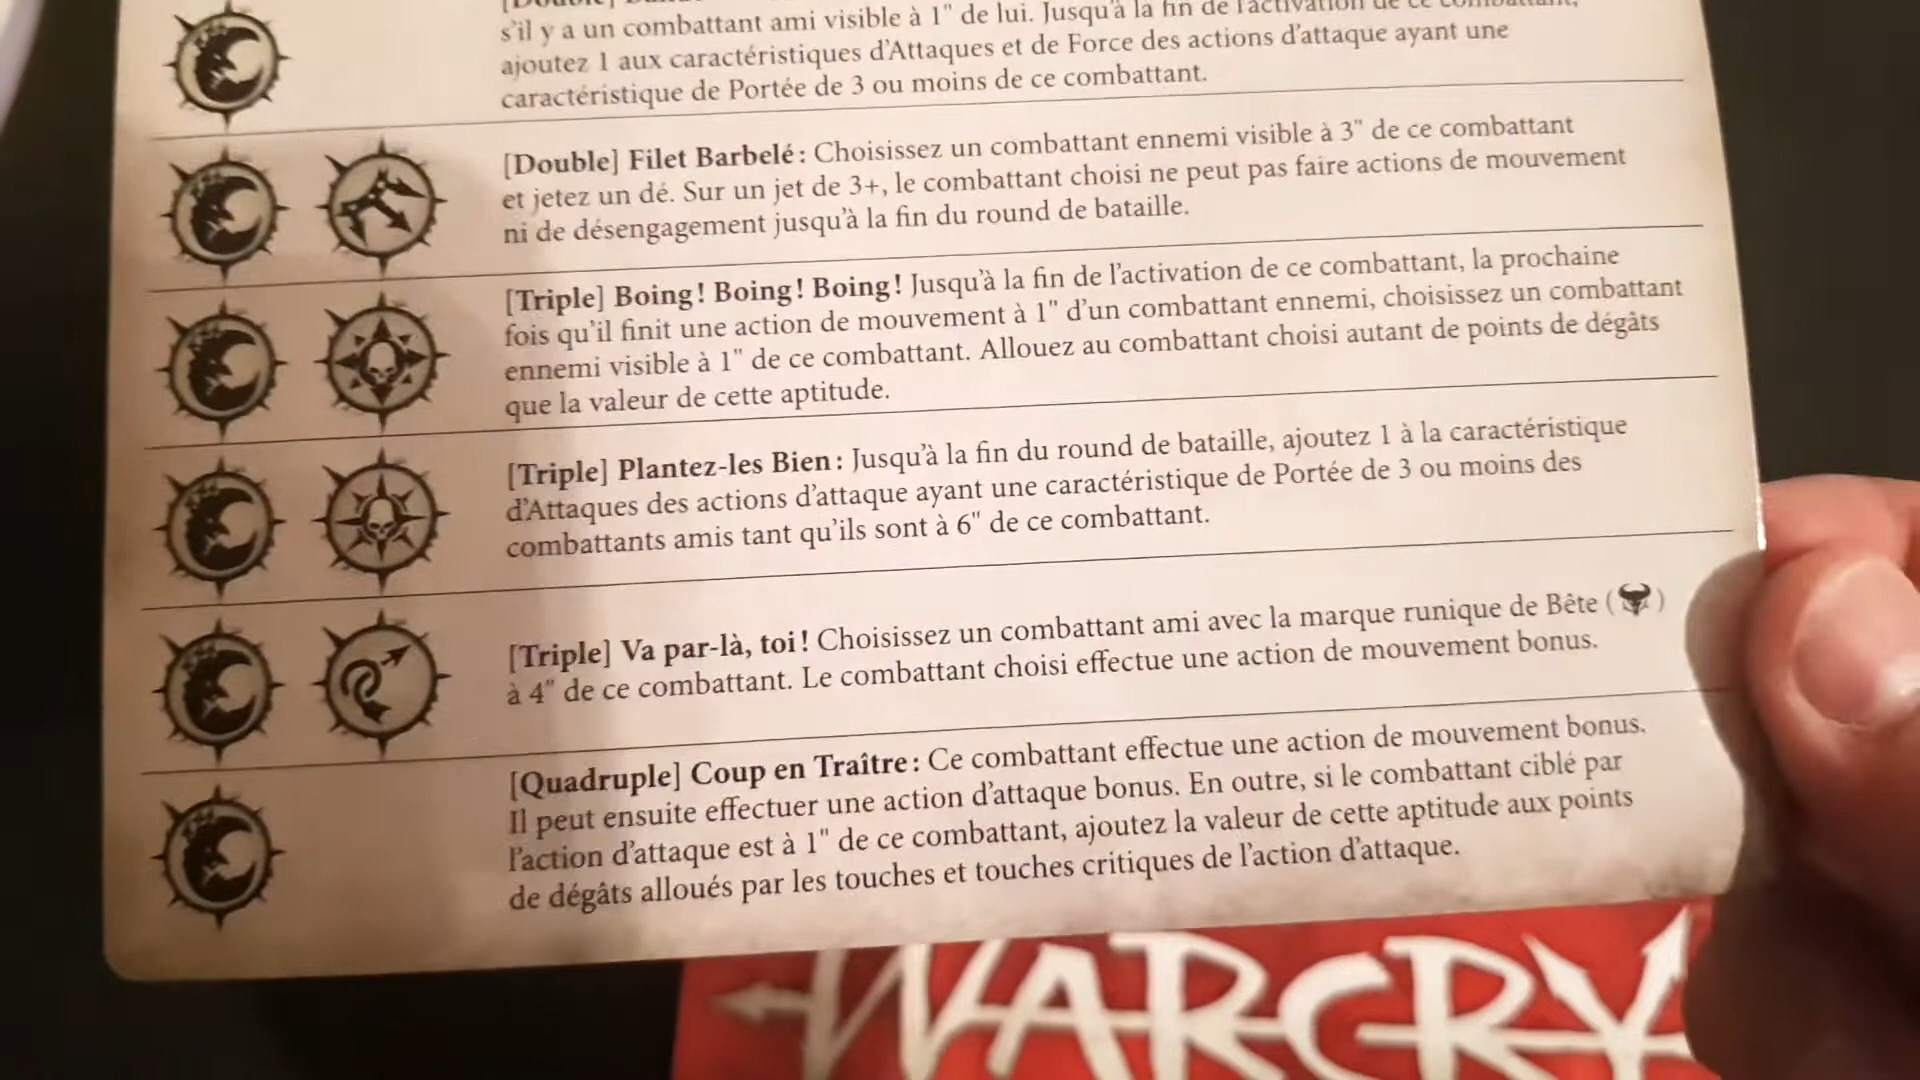 [Double]
s'il y a un combattant ami visible à 1" de lui. Jusqu'à la fin de l'activation de ce combattant,
ajoutez 1 aux caractéristiques d'Attaques et de Force des actions d'attaque ayant une
caractéristique de Portée de 3 ou moins de ce combattant.
[Double] Filet Barbelé : Choisissez un combattant ennemi visible à 3" de ce combattant
et jetez un dé. Sur un jet de 3+, le combattant choisi ne peut pas faire actions de mouvement
ni de désengagement jusqu'à la fin du round de bataille.
[Triple] Boing ! Boing ! Boing ! Jusqu'à la fin de l'activation de ce combattant, la prochaine
fois qu'il finit une action de mouvement à 1" d'un combattant ennemi, choisissez un combattant
ennemi visible à 1" de ce combattant. Allouez au combattant choisi autant de points de dégâts
que la valeur de cette aptitude.
[Triple] Plantez-les Bien : Jusqu'à la fin du round de bataille, ajoutez 1 à la caractéristique
d'Attaques des actions d'attaque ayant une caractéristique de Portée de 3 ou moins des
combattants amis tant qu'ils sont à 6" de ce combattant.
[Triple] Va par-là, toi ! Choisissez un combattant ami avec la marque runique de Bête ( )
à 4" de ce combattant. Le combattant choisi effectue une action de mouvement bonus.
[Quadruple] Coup en Traître : Ce combattant effectue une action de mouvement bonus.
Il peut ensuite effectuer une action d'attaque bonus. En outre, si le combattant ciblé par
l'action d'attaque est à 1" de ce combattant, ajoutez la valeur de cette aptitude aux points
de dégâts alloués par les touches et touches critiques de l'action d'attaque.
WARCRY